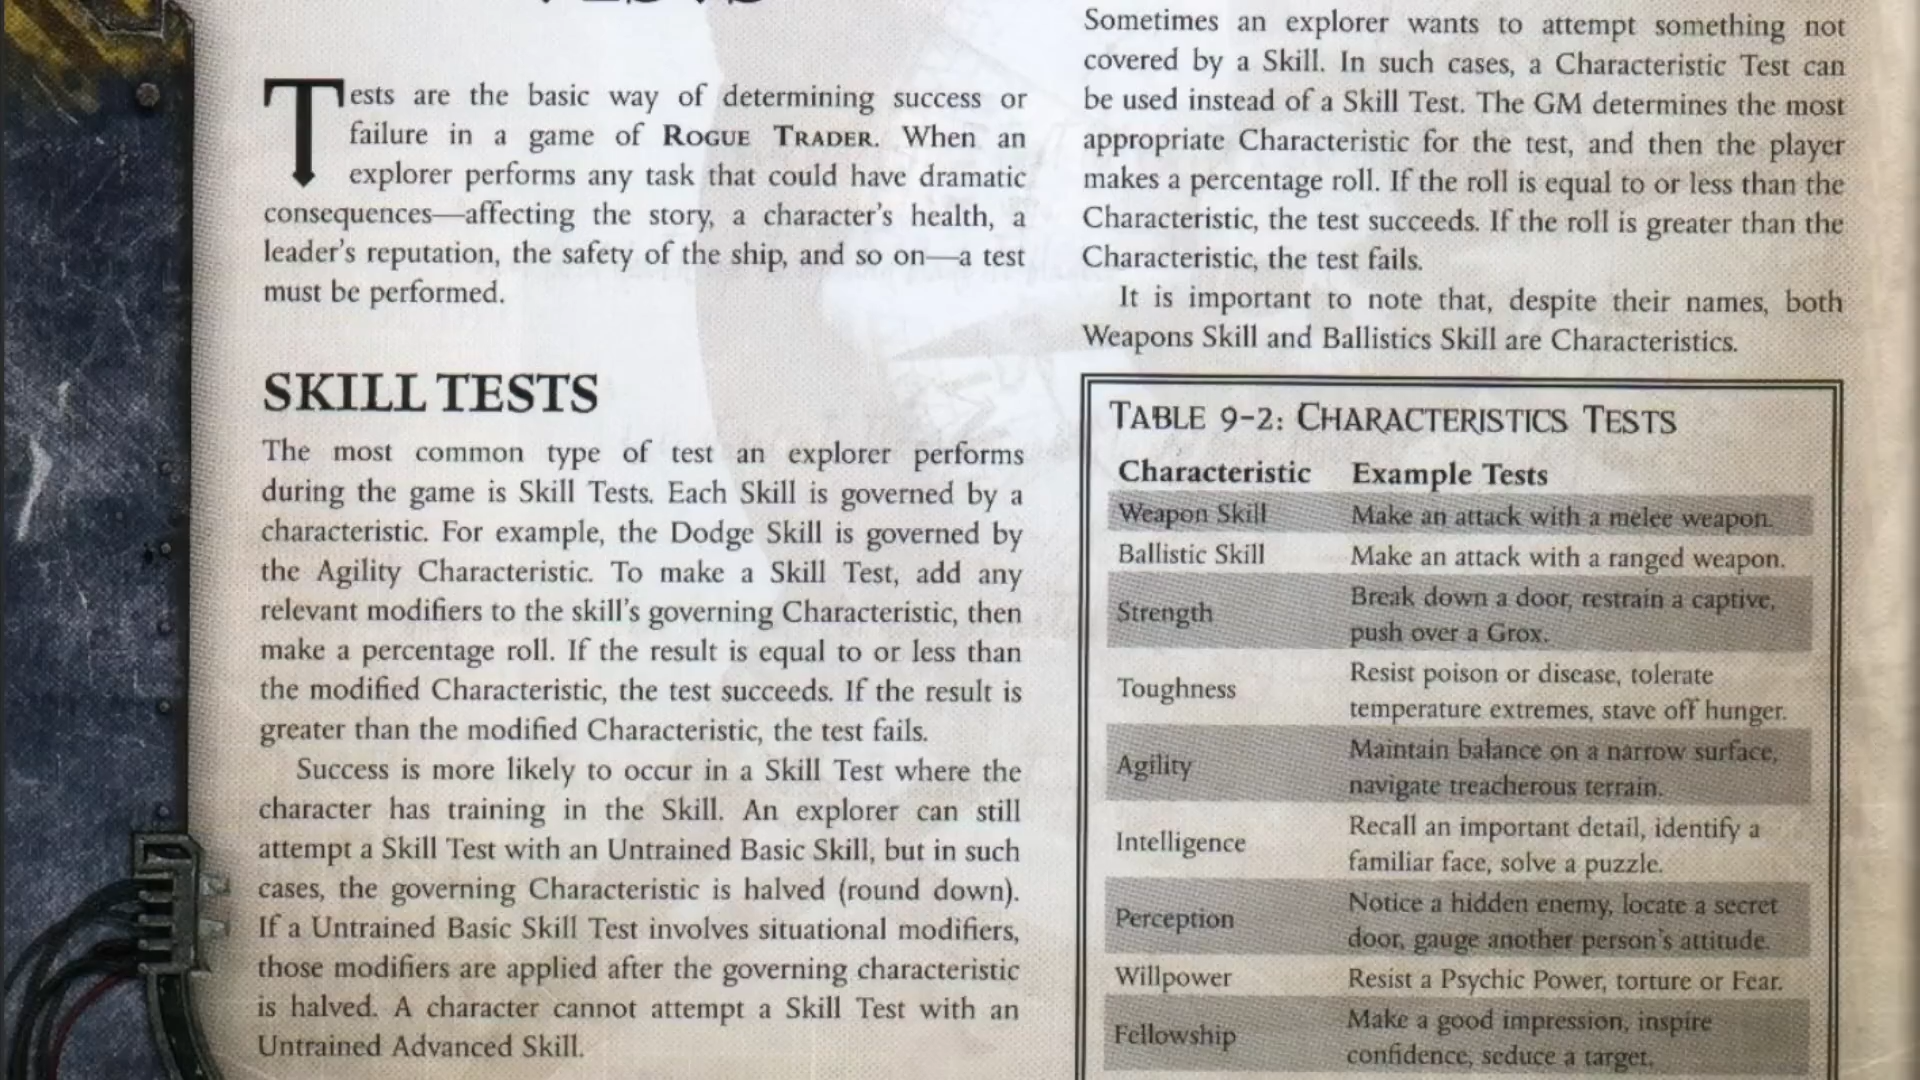 Tests are the basic way of determining success or
failure in a game of ROGUE TRADER. When an
explorer performs any task that could have dramatic
consequences—affecting the story, a character's health, a
leader's reputation, the safety of the ship, and so on—a test
must be performed.
SKILL TESTS
The most common type of test an explorer performs
during the game is Skill Tests. Each Skill is governed by a
characteristic. For example, the Dodge Skill is governed by
the Agility Characteristic. To make a Skill Test, add any
relevant modifiers to the skill's governing Characteristic, then
make a percentage roll. If the result is equal to or less than
the modified Characteristic, the test succeeds. If the result is
greater than the modified Characteristic, the test fails.
Success is more likely to occur in a Skill Test where the
character has training in the Skill. An explorer can still
attempt a Skill Test with an Untrained Basic Skill, but in such
cases, the governing Characteristic is halved (round down).
If a Untrained Basic Skill Test involves situational modifiers,
those modifiers are applied after the governing characteristic
is halved. A character cannot attempt a Skill Test with an
Untrained Advanced Skill.
Sometimes an explorer wants to attempt something not
covered by a Skill. In such cases, a Characteristic Test can
be used instead of a Skill Test. The GM determines the most
appropriate Characteristic for the test, and then the player
makes a percentage roll. If the roll is equal to or less than the
Characteristic, the test succeeds. If the roll is greater than the
Characteristic, the test fails.
It is important to note that, despite their names, both
Weapons Skill and Ballistics Skill are Characteristics.
TABLE 9-2: CHARACTERISTICS TESTS
Characteristic Example Tests
Weapon Skill Make an attack with a melee weapon.
Ballistic Skill Make an attack with a ranged weapon.
Strength Break down a door, restrain a captive,
push over a Grox.
Toughness Resist poison or disease, tolerate
temperature extremes, stave off hunger.
Agility Maintain balance on a narrow surface,
navigate treacherous terrain.
Intelligence Recall an important detail, identify a
familiar face, solve a puzzle.
Perception Notice a hidden enemy, locate a secret
door, gauge another person's attitude.
Willpower Resist a Psychic Power, torture or Fear.
Fellowship Make a good impression, inspire
confidence, seduce a target.